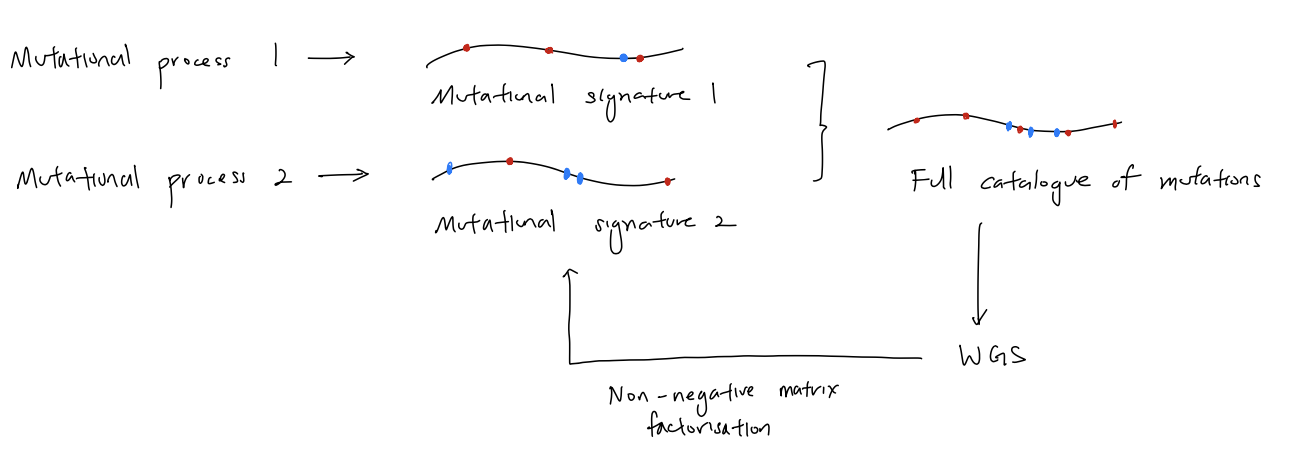 Mutational process 1
Mutational signature 1
Mutational process 2
Mutational signature 2
Full catalogue of mutations
WGS
Non-negative matrix
factorisation